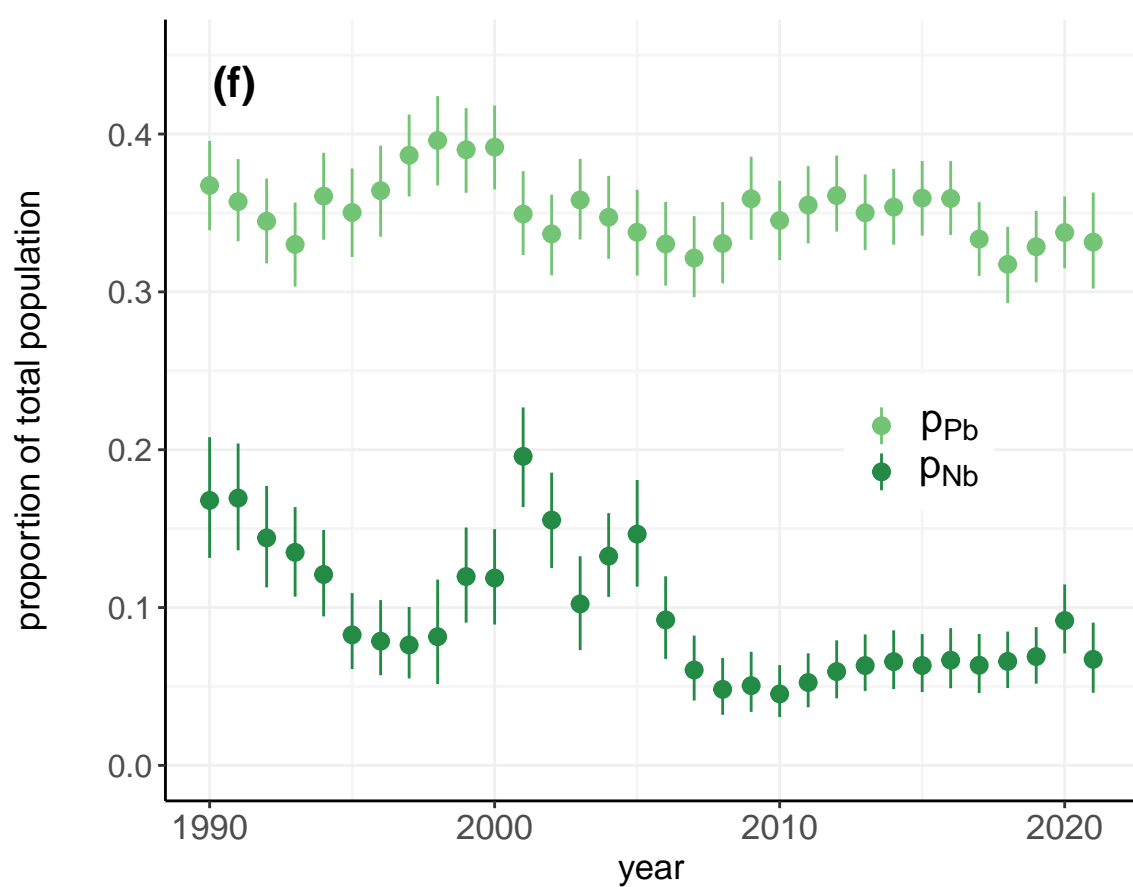 (f)
proportion of total population
0.4
0.3
0.2
0.1
0.0
pPb
pNb
1990 2000 2010 2020
year